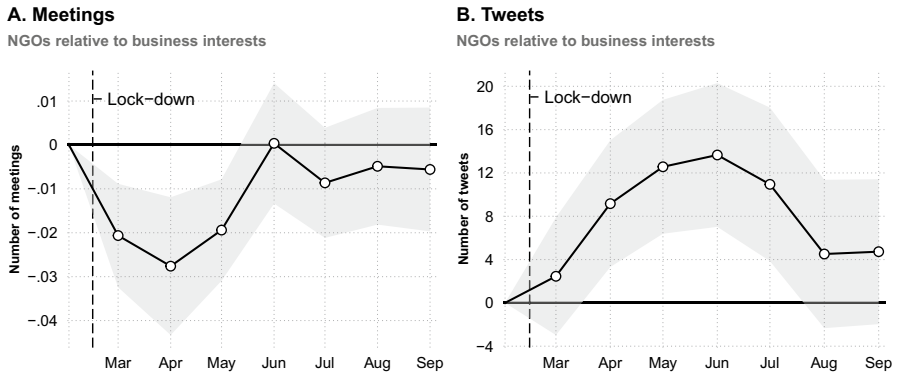 A. Meetings
NGOs relative to business interests
Number of meetings
.01
0
−.01
−.02
−.03
−.04
Lock−down
Mar Apr May Jun Jul Aug Sep
B. Tweets
NGOs relative to business interests
Number of tweets
20
16
12
8
4
0
−4
Lock−down
Mar Apr May Jun Jul Aug Sep